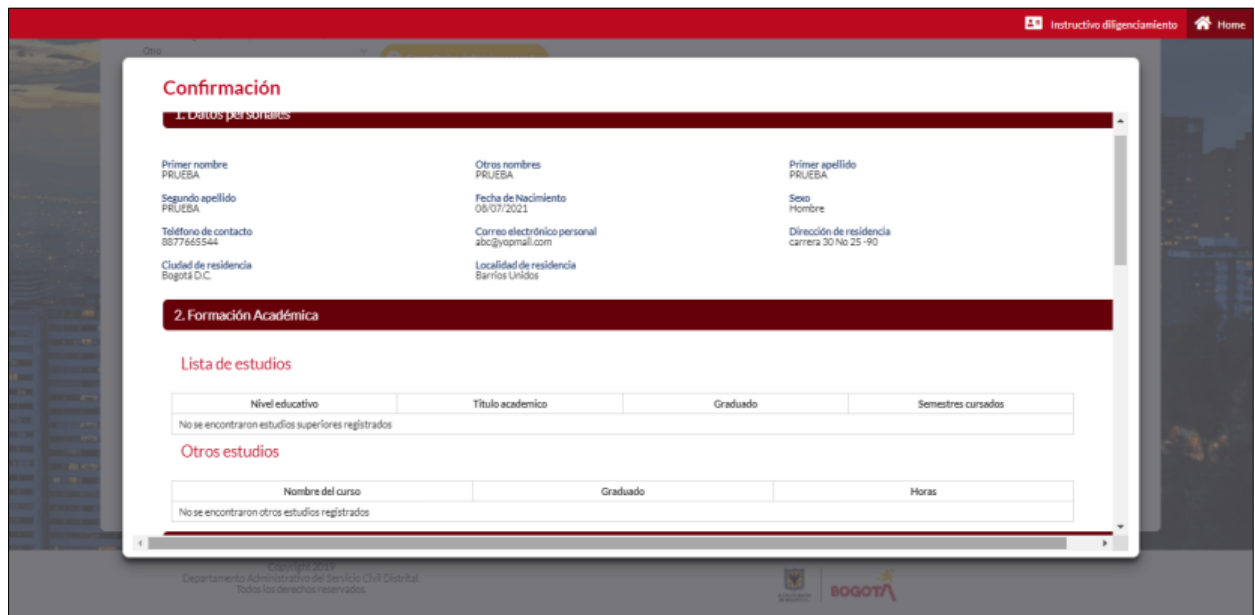 Instructivo diligenciamiento Home
Otro
Confirmación
1. Datos personales
Primer nombre Otros nombres Primer apellido
PRUEBA PRUEBA PRUEBA
Segundo apellido Fecha de Nacimiento Sexo
PRUEBA 08/07/2021 Hombre
Teléfono de contacto Correo electrónico personal Dirección de residencia
8877665544 abc@yopmail.com carrera 30 No 25 -90
Ciudad de residencia Localidad de residencia
Bogotá D.C. Barrios Unidos
2. Formación Académica
Lista de estudios
Nivel educativo Titulo academico Graduado Semestres cursados
No se encontraron estudios superiores registrados
Otros estudios
Nombre del curso Graduado Horas
No se encontraron otros estudios registrados
Copyright 2019
Departamento Administrativo del Servicio Civil Distrital.
Todos los derechos reservados.
BOGOTÁ